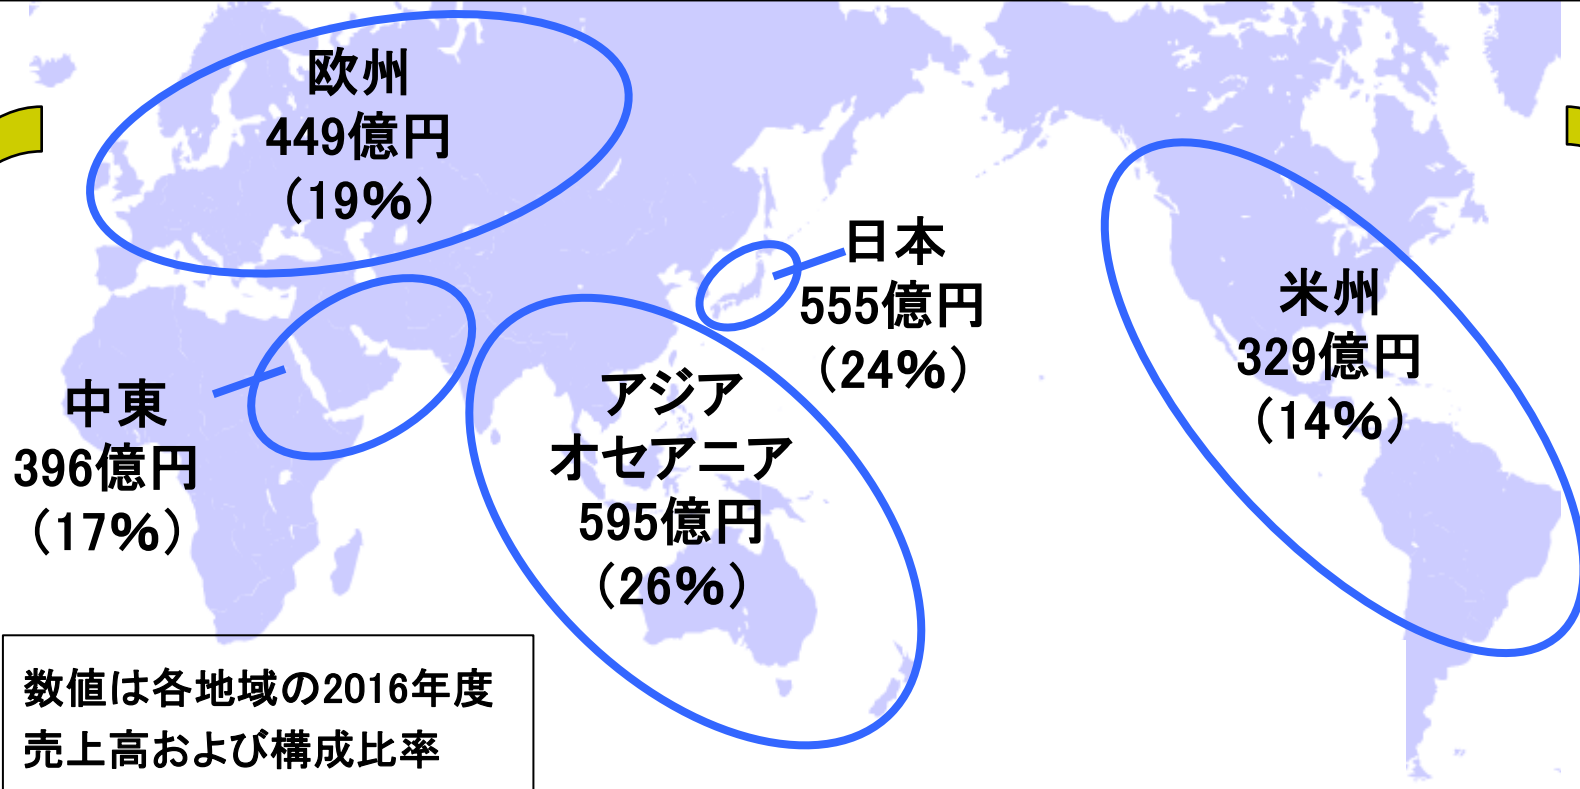 欧州
449億円
（19%）
日本
555億円
（24%）
米州
329億円
（14%）
中東
396億円
（17%）
アジア
オセアニア
595億円
（26%）
数値は各地域の2016年度
売上高および構成比率